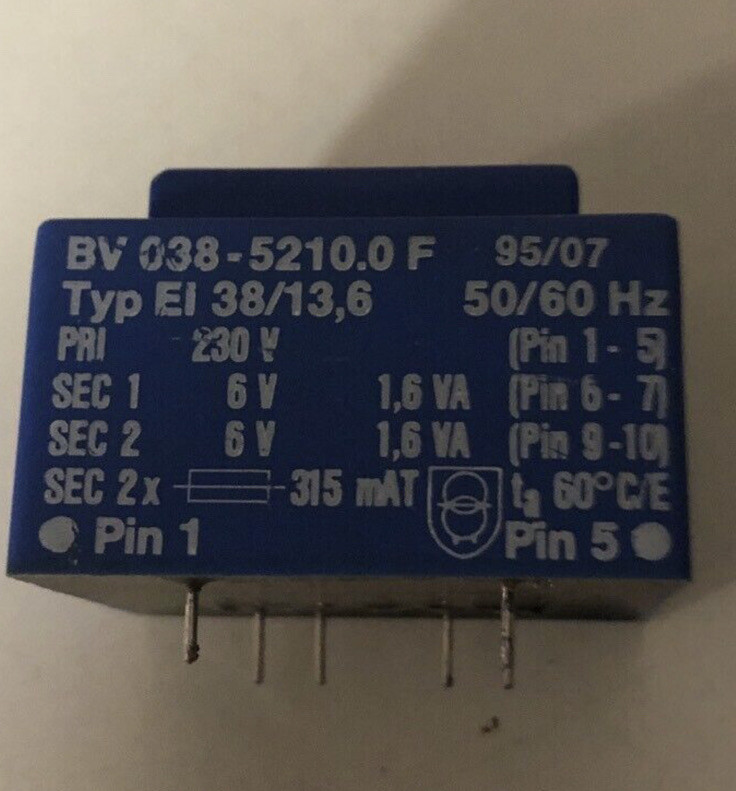 BV 038-5210.0 F 95/07
Typ EI 38/13,6 50/60 Hz
PRI 230 V (Pin 1- 5)
SEC 1 6 V 1,6 VA (Pin 6- 7)
SEC 2 6 V 1,6 VA (Pin 9-10)
SEC 2x 315 mAT ta 60°C/E
Pin 1 Pin 5